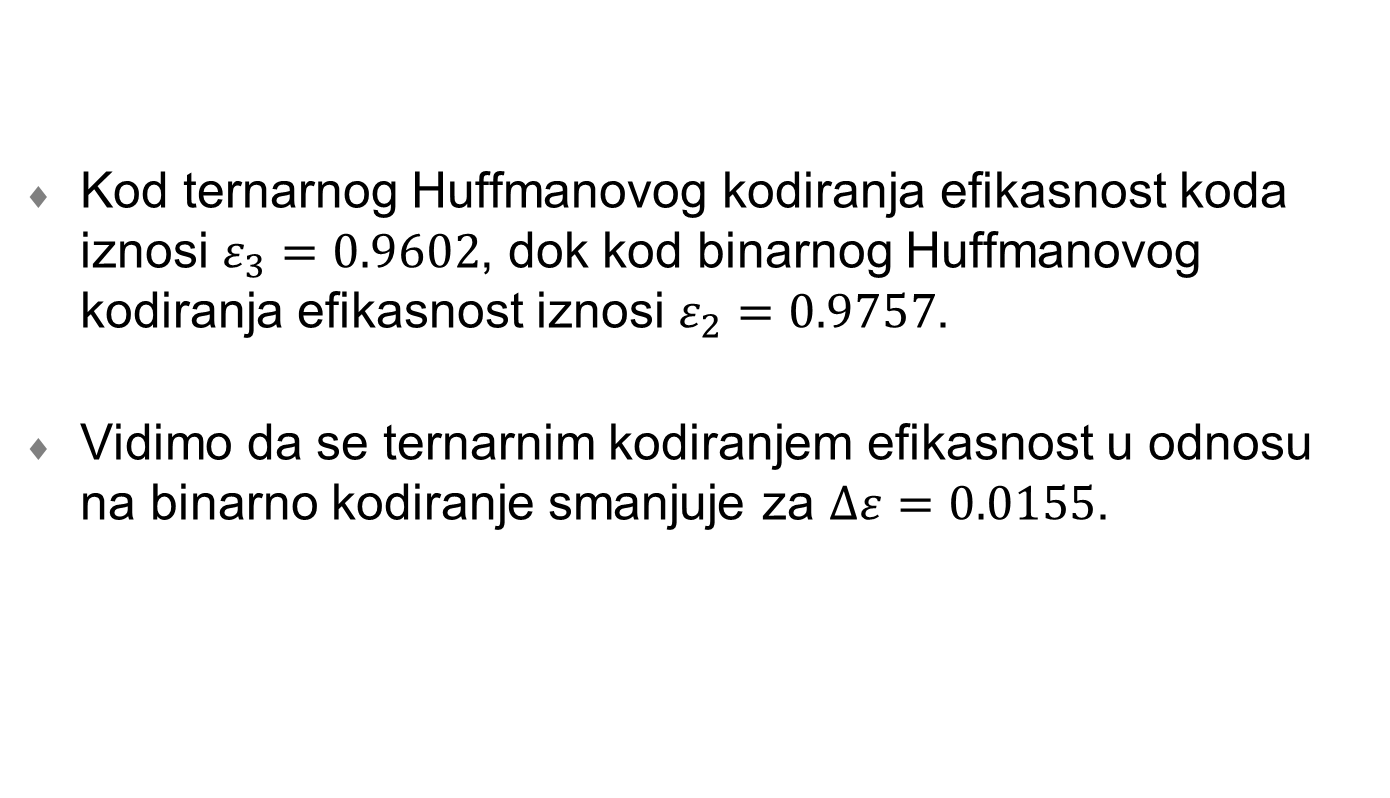 Kod ternarnog Huffmanovog kodiranja efikasnost koda
iznosi 𝜀₃ = 0.9602, dok kod binarnog Huffmanovog
kodiranja efikasnost iznosi 𝜀₂ = 0.9757.
Vidimo da se ternarnim kodiranjem efikasnost u odnosu
na binarno kodiranje smanjuje za Δ𝜀 = 0.0155.